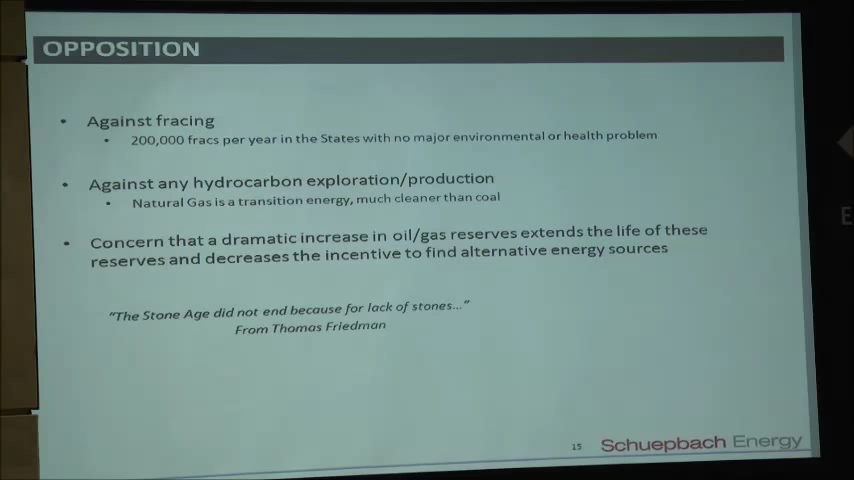 OPPOSITION
• Against fracing
• 200,000 fracs per year in the States with no major environmental or health problem
• Against any hydrocarbon exploration/production
• Natural Gas is a transition energy, much cleaner than coal
• Concern that a dramatic increase in oil/gas reserves extends the life of these
reserves and decreases the incentive to find alternative energy sources
"The Stone Age did not end because for lack of stones..."
From Thomas Friedman
15
Schuepbach Energy
E